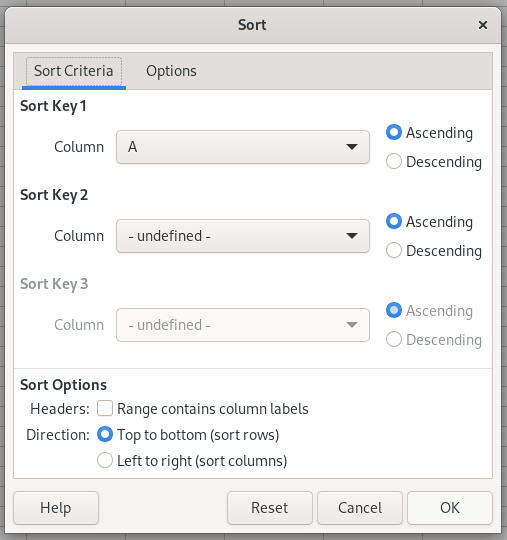 Sort
Sort Criteria
Options
Sort Key 1
Column
A
Ascending
Descending
Sort Key 2
Column
- undefined -
Ascending
Descending
Sort Key 3
Column
- undefined -
Ascending
Descending
Sort Options
Headers: Range contains column labels
Direction: Top to bottom (sort rows)
Left to right (sort columns)
Help
Reset
Cancel
OK